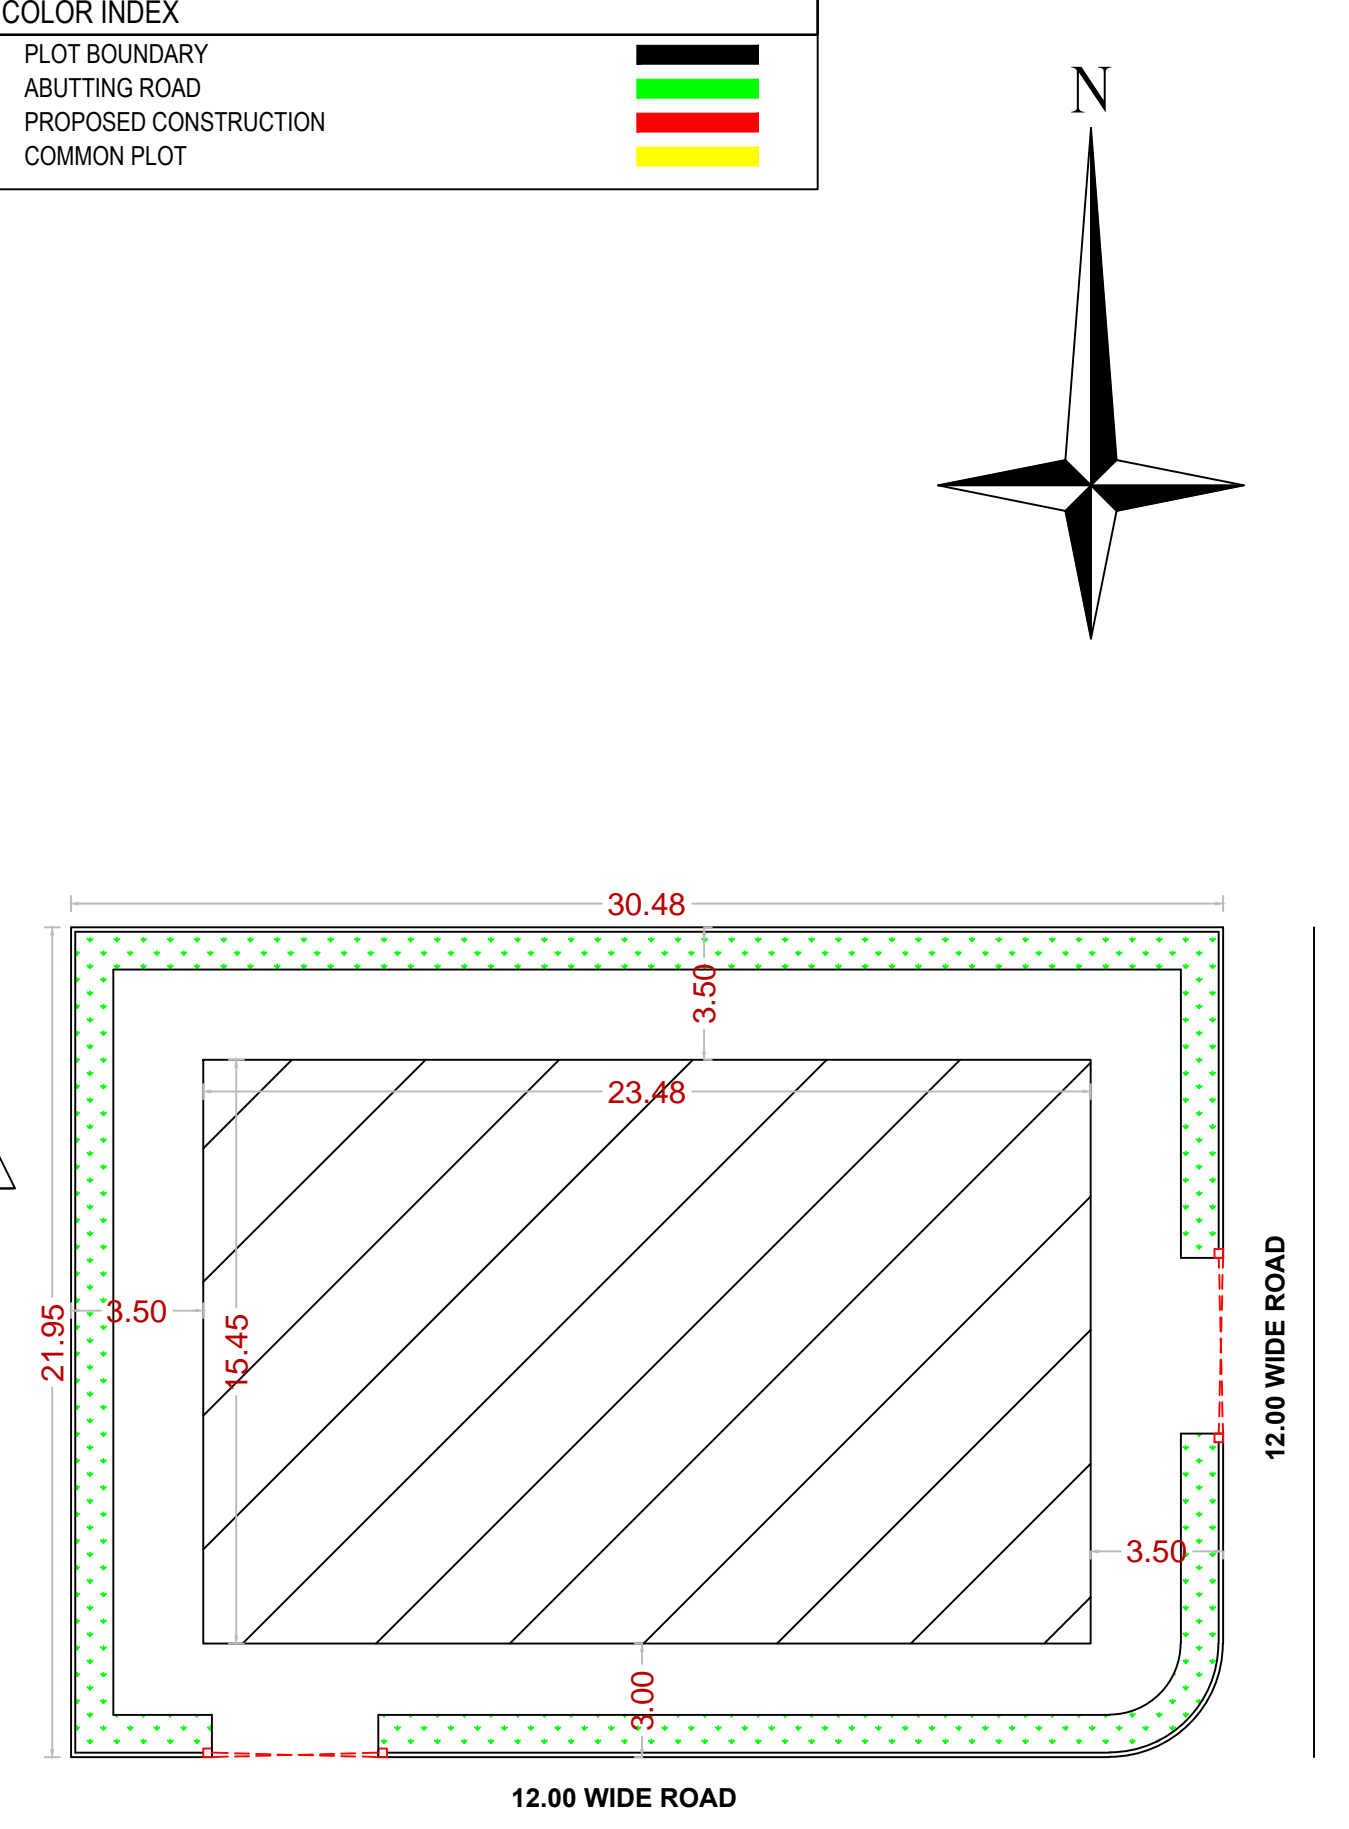 COLOR INDEX
PLOT BOUNDARY
ABUTTING ROAD
PROPOSED CONSTRUCTION
COMMON PLOT
N
30.48
3.50
23.48
21.95
3.50
15.45
12.00 WIDE ROAD
3.50
3.00
12.00 WIDE ROAD